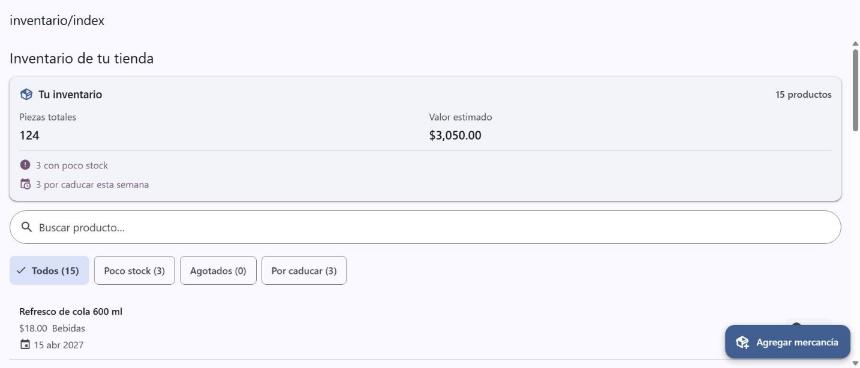 inventario/index
Inventario de tu tienda
Tu inventario 15 productos
Piezas totales Valor estimado
124 $3,050.00
3 con poco stock
3 por caducar esta semana
Buscar producto...
Todos (15) Poco stock (3) Agotados (0) Por caducar (3)
Refresco de cola 600 ml
$18.00 Bebidas
15 abr 2027
Agregar mercancía